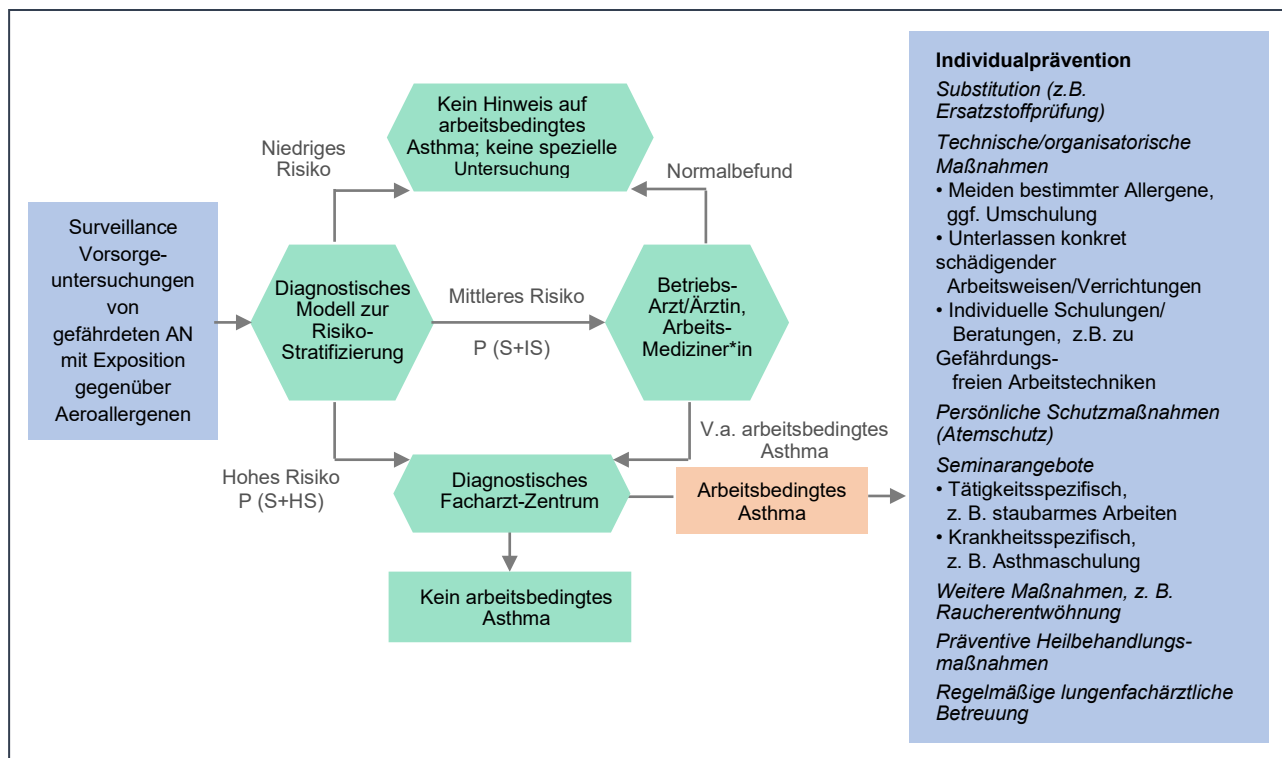 Surveillance
Vorsorge-
untersuchungen
von
gefährdeten AN
mit Exposition
gegenüber
Aeroallergenen
Niedriges
Risiko
Kein Hinweis auf
arbeitsbedingtes
Asthma; keine spezielle
Untersuchung
Normalbefund
Diagnostisches
Modell zur
Risiko-
Stratifizierung
Mittleres Risiko
P (S+IS)
Betriebs-
Arzt/Ärztin,
Arbeits-
Mediziner*in
Hohes Risiko
P (S+HS)
V.a. arbeitsbedingtes
Asthma
Diagnostisches
Facharzt-Zentrum
Arbeitsbedingtes
Asthma
Kein arbeitsbedingtes
Asthma
Individualprävention
Substitution (z.B.
Ersatzstoffprüfung)
Technische/organisatorische
Maßnahmen
• Meiden bestimmter Allergene,
ggf. Umschulung
• Unterlassen konkret
schädigender
Arbeitsweisen/Verrichtungen
• Individuelle Schulungen/
Beratungen, z.B. zu
Gefährdungs-
freien Arbeitstechniken
Persönliche Schutzmaßnahmen
(Atemschutz)
Seminarangebote
• Tätigkeitsspezifisch,
z. B. staubarmes Arbeiten
• Krankheitsspezifisch,
z. B. Asthmaschulung
Weitere Maßnahmen, z. B.
Raucherentwöhnung
Präventive Heilbehandlungs-
maßnahmen
Regelmäßige lungenfachärztliche
Betreuung